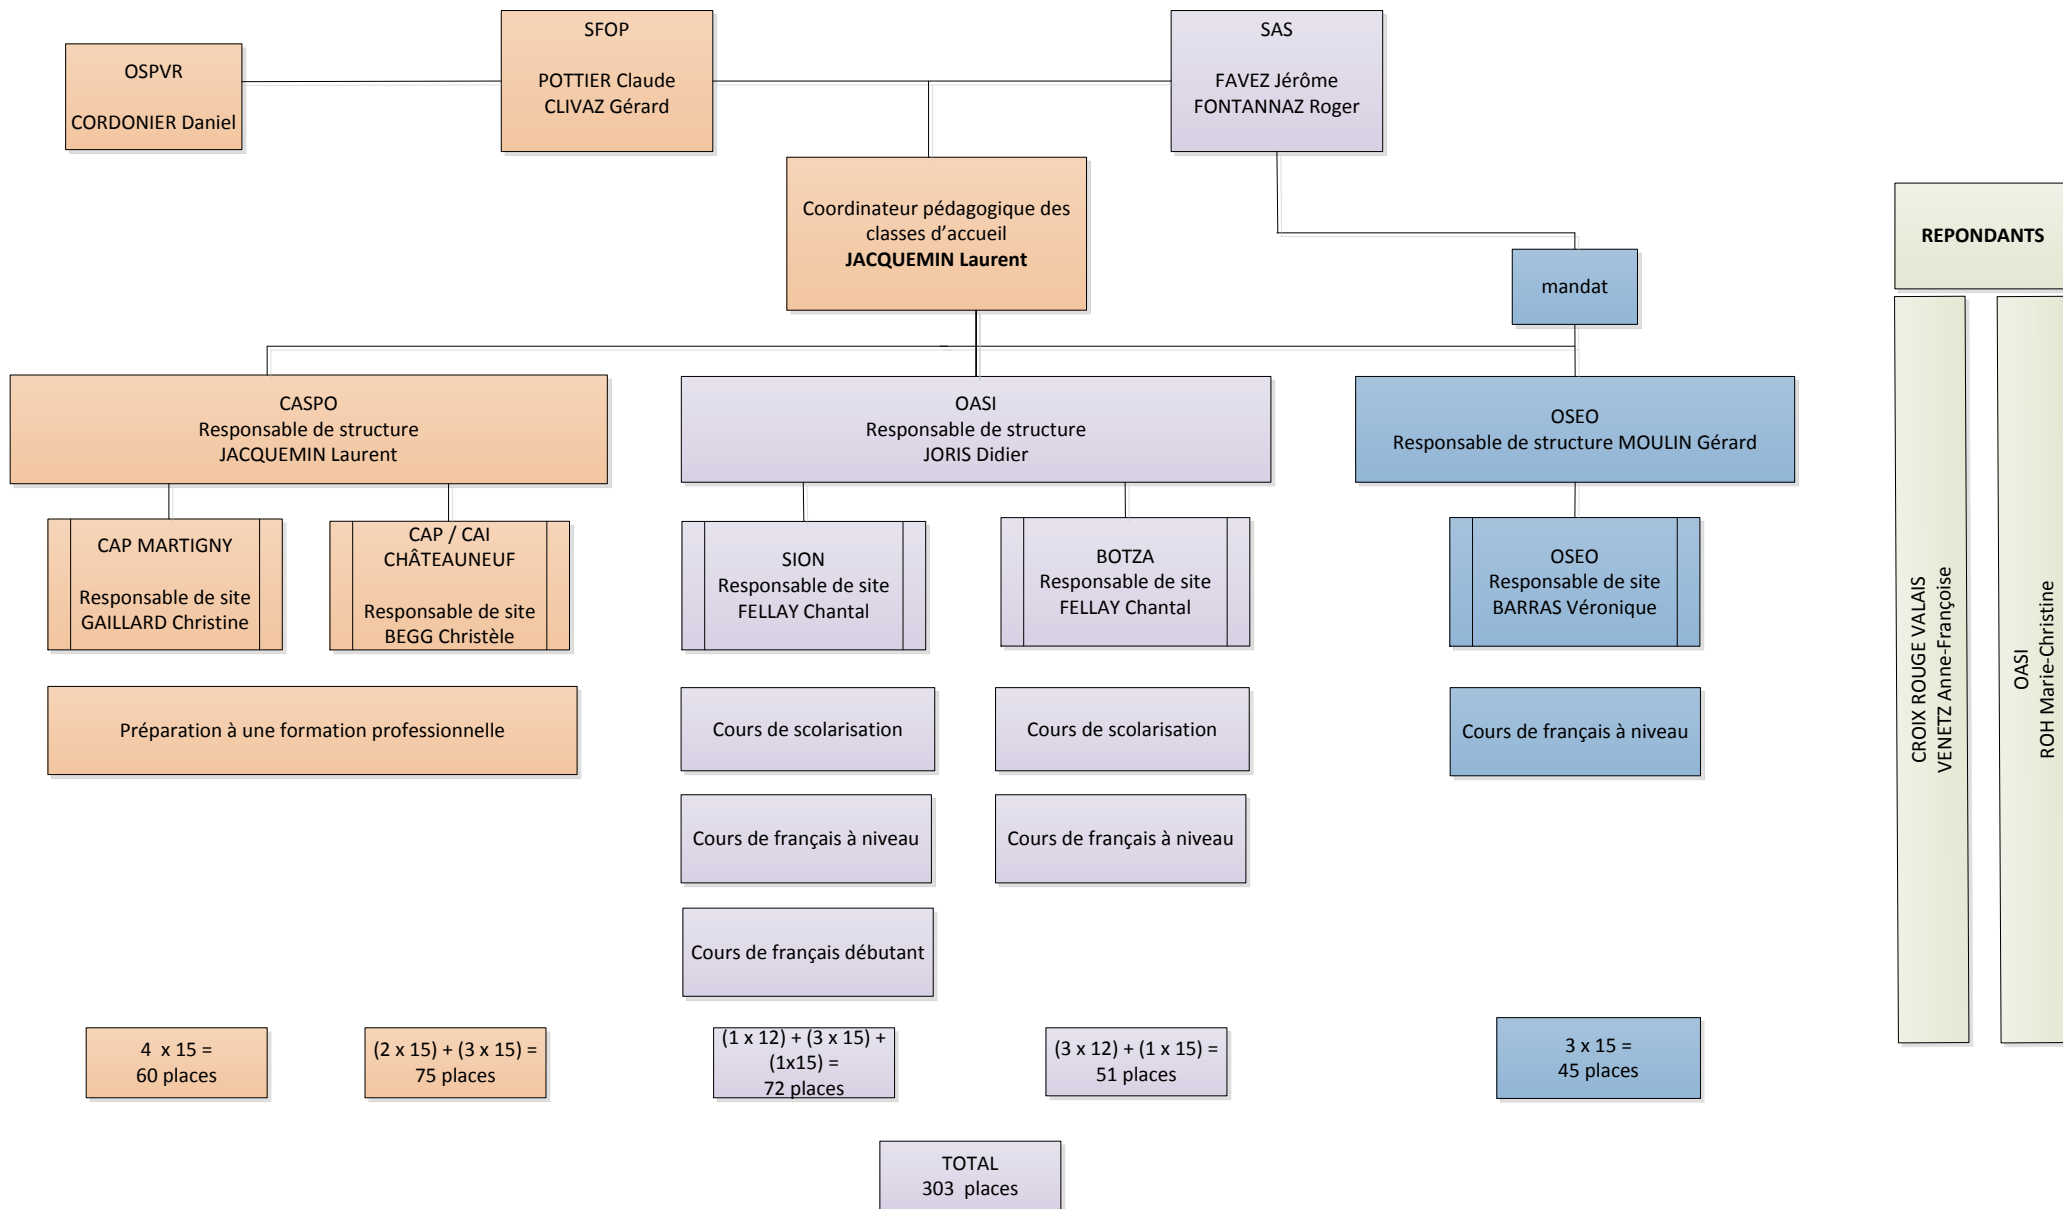 OSPVR
CORDONIER Daniel
SFOP
POTTIER Claude
CLIVAZ Gérard
SAS
FAVEZ Jérôme
FONTANNAZ Roger
Coordinateur pédagogique des
classes d’accueil
JACQUEMIN Laurent
mandat
REPONDANTS
CASPO
Responsable de structure
JACQUEMIN Laurent
OASI
Responsable de structure
JORIS Didier
OSEO
Responsable de structure MOULIN Gérard
CAP MARTIGNY
Responsable de site
GAILLARD Christine
CAP / CAI
CHÂTEAUNEUF
Responsable de site
BEGG Christèle
SION
Responsable de site
FELLAY Chantal
BOTZA
Responsable de site
FELLAY Chantal
OSEO
Responsable de site
BARRAS Véronique
CROIX ROUGE VALAIS
VENETZ Anne-Françoise
OASI
ROH Marie-Christine
Préparation à une formation professionnelle
Cours de scolarisation
Cours de scolarisation
Cours de français à niveau
Cours de français à niveau
Cours de français à niveau
Cours de français débutant
4  x 15 =
60 places
(2 x 15) + (3 x 15) =
75 places
(1 x 12) + (3 x 15) +
(1x15) =
72 places
(3 x 12) + (1 x 15) =
51 places
3 x 15 =
45 places
TOTAL
303  places